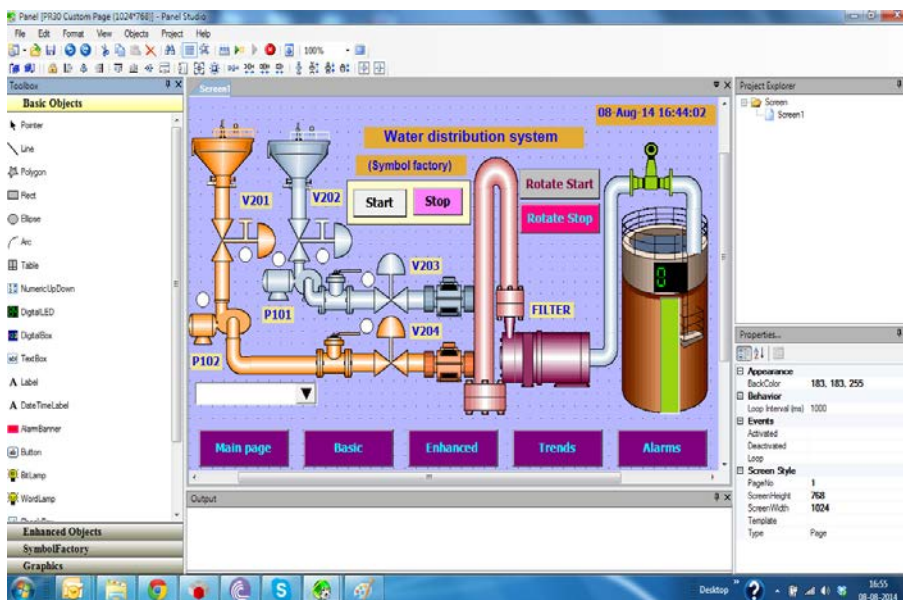 Panel [PR30 Custom Page (1024*768)] - Panel Studio
File Edit Format View Objects Project Help
100%
Toolbox
Basic Objects
Pointer
Line
Polygon
Rect
Ellipse
Arc
Table
NumericUpDown
DigitalLED
DigitalBox
TextBox
A Label
A DateTimeLabel
AlarmBanner
Button
BitLamp
WordLamp
CheckBox
Enhanced Objects
SymbolFactory
Graphics
Screen1
08-Aug-14 16:44:02
Water distribution system
(Symbol factory)
Start
Stop
Rotate Start
Rotate Stop
V201
V202
V203
P101
V204
FILTER
P102
0
Main page
Basic
Enhanced
Trends
Alarms
Output
Project Explorer
Screen
Screen1
Properties...
Appearance
BackColor 183, 183, 255
Behavior
Loop Interval (ms) 1000
Events
Activated
Deactivated
Loop
Screen Style
PageNo 1
ScreenHeight 768
ScreenWidth 1024
Template
Type Page
Desktop
16:55
08-08-2014